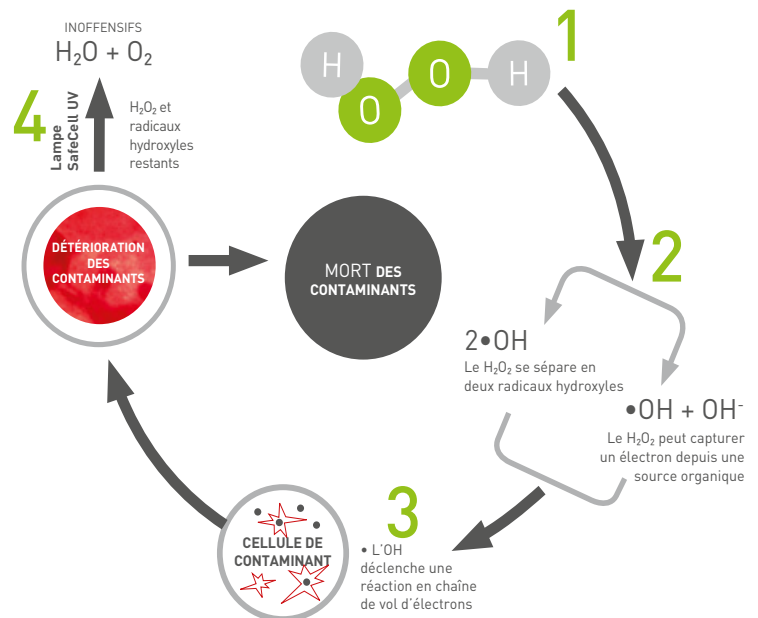 1
H
O
O
H
2
2•OH
Le H₂O₂ se sépare en
deux radicaux hydroxyles
•OH + OH⁻
Le H₂O₂ peut capturer
un électron depuis une
source organique
3
• L'OH
déclenche une
réaction en chaîne
de vol d'électrons
CELLULE DE
CONTAMINANT
DÉTÉRIORATION
DES
CONTAMINANTS
MORT DES
CONTAMINANTS
4
Lampe
SafeCell UV
H₂O₂ et
radicaux
hydroxyles
restants
INOFFENSIFS
H₂O + O₂